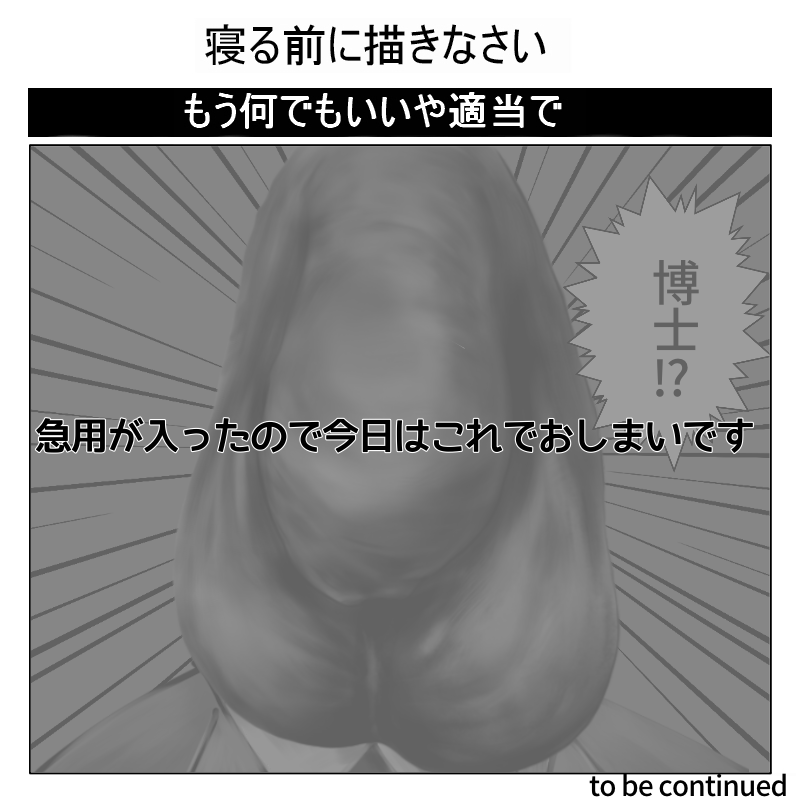 寝る前に描きなさい
もう何でもいいや適当で
博士!?
急用が入ったので今日はこれでおしまいです
to be continued